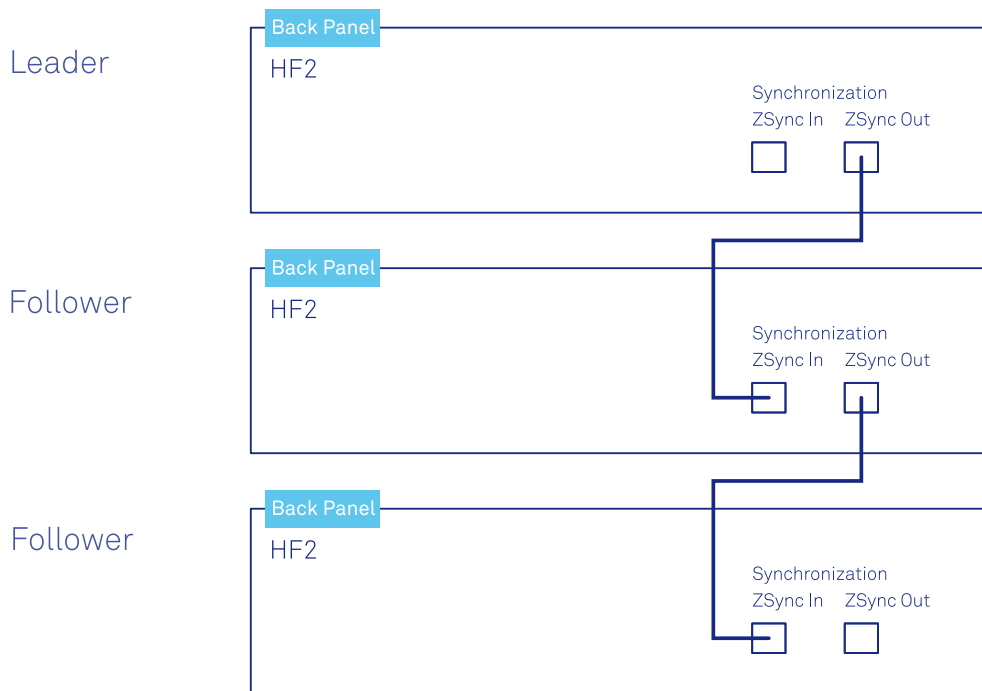 Back Panel
Leader
HF2
Synchronization
ZSync In ZSync Out
Back Panel
Follower
HF2
Synchronization
ZSync In ZSync Out
Back Panel
Follower
HF2
Synchronization
ZSync In ZSync Out